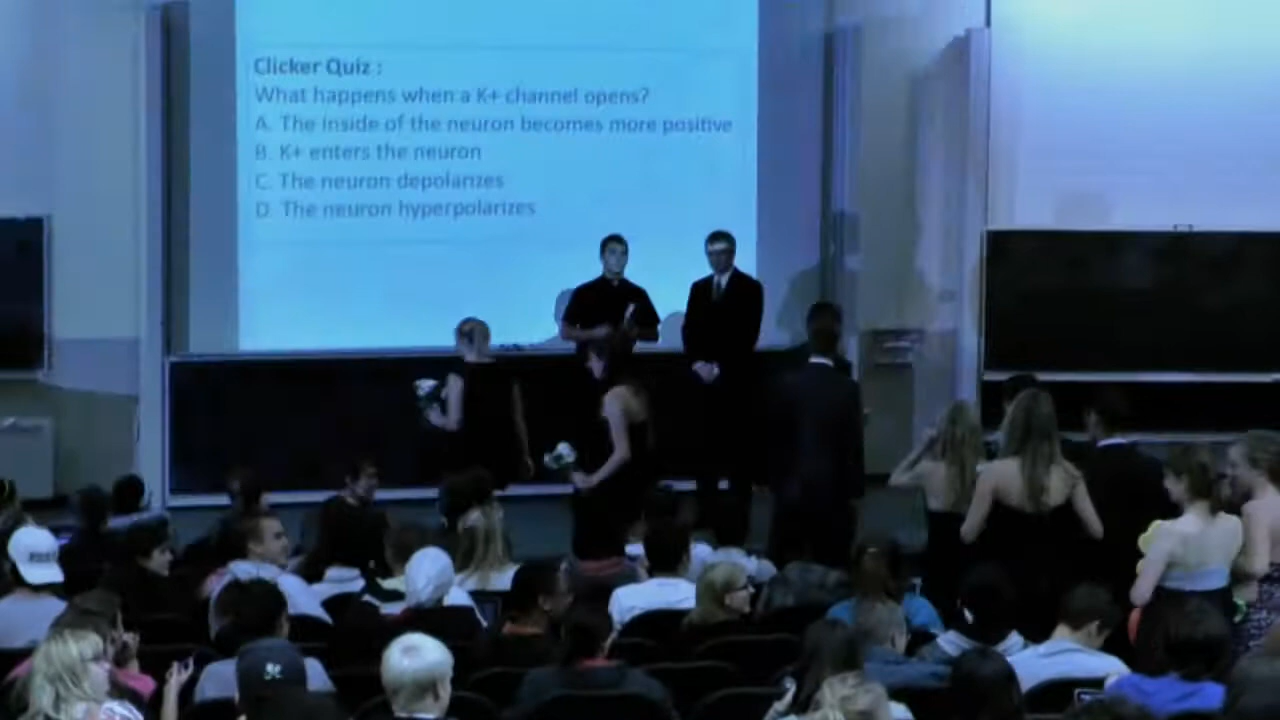 Clicker Quiz :
What happens when a K+ channel opens?
A. The inside of the neuron becomes more positive
B. K+ enters the neuron
C. The neuron depolarizes
D. The neuron hyperpolarizes